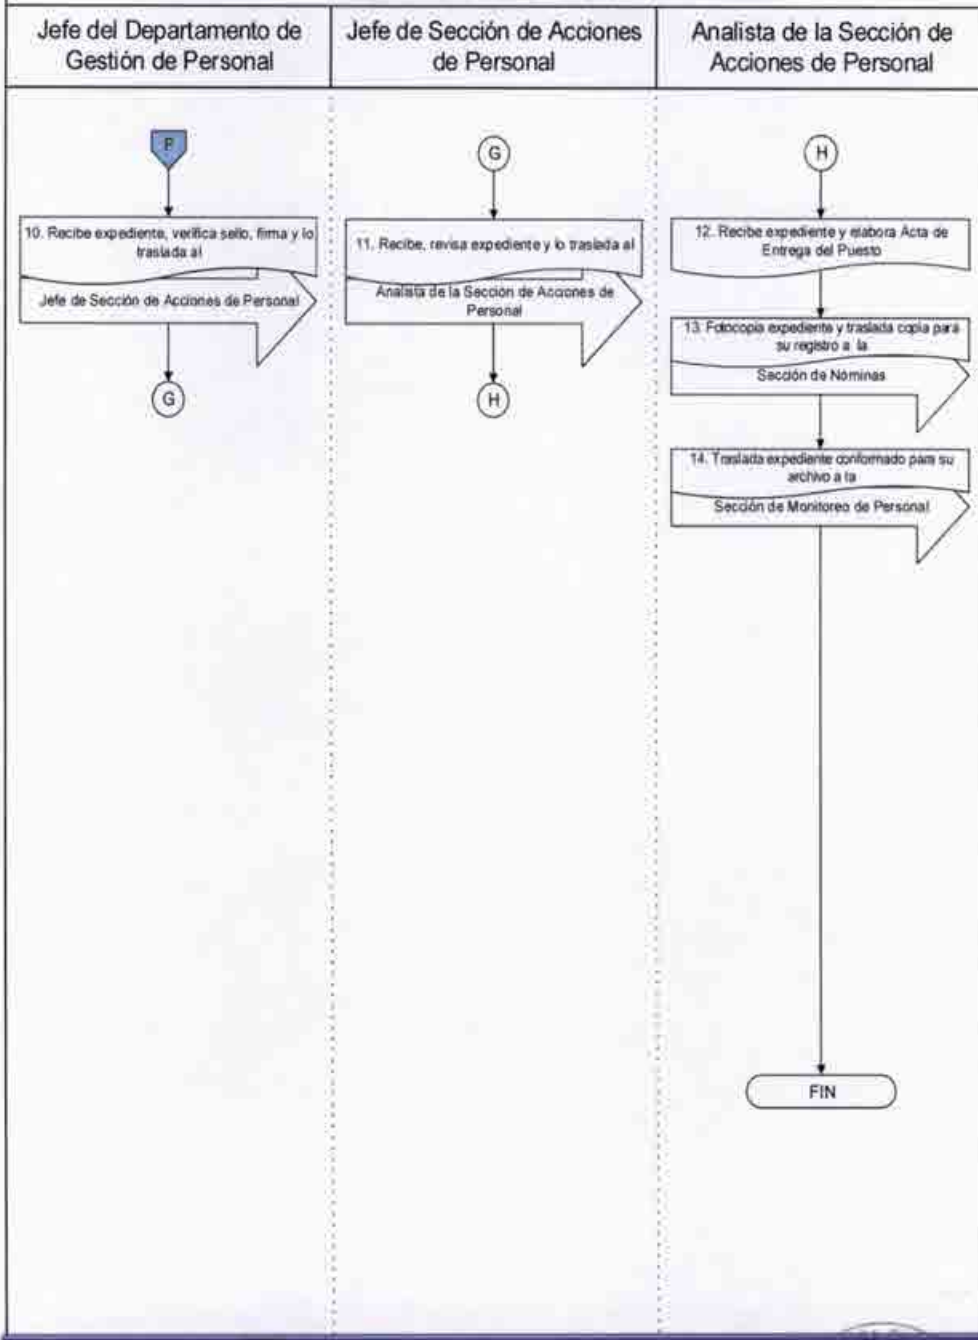 Jefe del Departamento de
Gestión de Personal
Jefe de Sección de Acciones
de Personal
Analista de la Sección de
Acciones de Personal
G
H
10. Recibe expediente, verifica sello, firma y lo
traslada al
Jefe de Sección de Acciones de Personal
G
11. Recibe, revisa expediente y lo traslada al
Analista de la Sección de Acciones de
Personal
H
12. Recibe expediente y elabora Acta de
Entrega del Puesto
13. Fotocopia expediente y traslada copia para
su registro a la
Sección de Nóminas
14. Traslada expediente conformado para su
archivo a la
Sección de Monitoreo de Personal
FIN